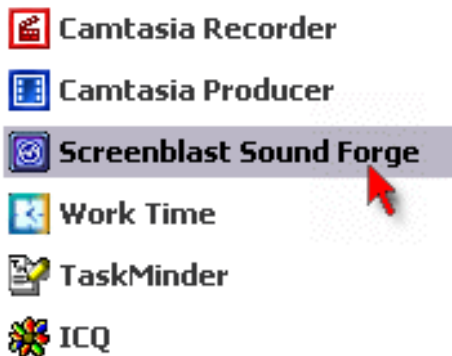 Camtasia Recorder
Camtasia Producer
Screenblast Sound Forge
Work Time
TaskMinder
ICQ